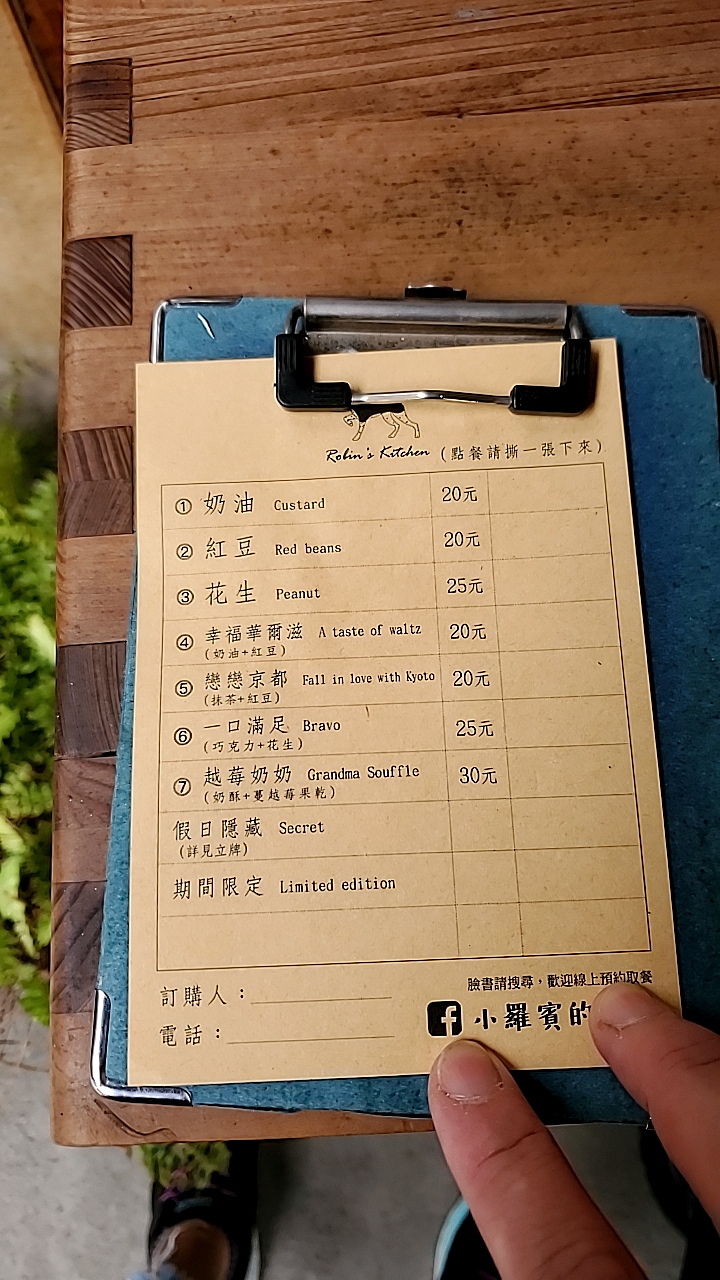 Robin's Kitchen (點餐請撕一張下來)
① 奶油 Custard 20元
② 紅豆 Red beans 20元
③ 花生 Peanut 25元
④ 幸福華爾滋 A taste of waltz 20元
(奶油+紅豆)
⑤ 戀戀京都 Fall in love with Kyoto 20元
(抹茶+紅豆)
⑥ 一口滿足 Bravo 25元
(巧克力+花生)
⑦ 越莓奶奶 Grandma Souffle 30元
(奶酥+蔓越莓果乾)
假日隱藏 Secret
(詳見立牌)
期間限定 Limited edition
訂購人：
電話：
臉書請搜尋，歡迎線上預約取餐
小羅賓的